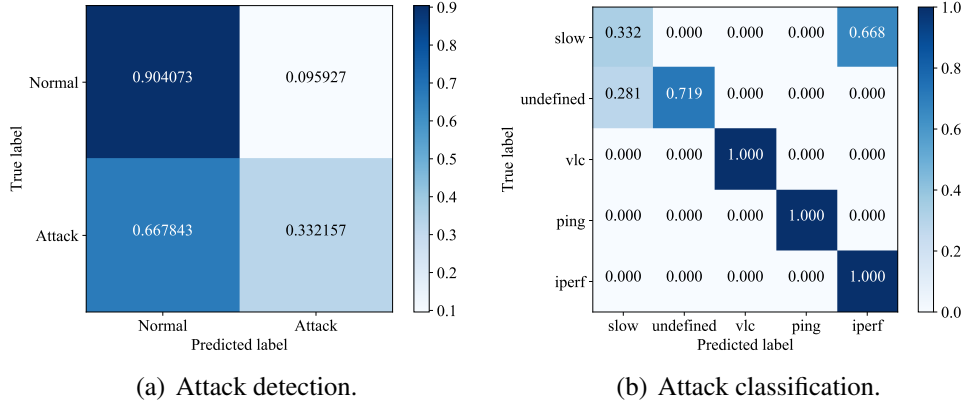 Normal
Attack
True label
0.904073 0.095927
0.667843 0.332157
Normal Attack
Predicted label
0.9
0.8
0.7
0.6
0.5
0.4
0.3
0.2
0.1
(a) Attack detection.
slow
undefined
vlc
ping
iperf
True label
0.332 0.000 0.000 0.000 0.668
0.281 0.719 0.000 0.000 0.000
0.000 0.000 1.000 0.000 0.000
0.000 0.000 0.000 1.000 0.000
0.000 0.000 0.000 0.000 1.000
slow undefined vlc ping iperf
Predicted label
1.0
0.8
0.6
0.4
0.2
0.0
(b) Attack classification.